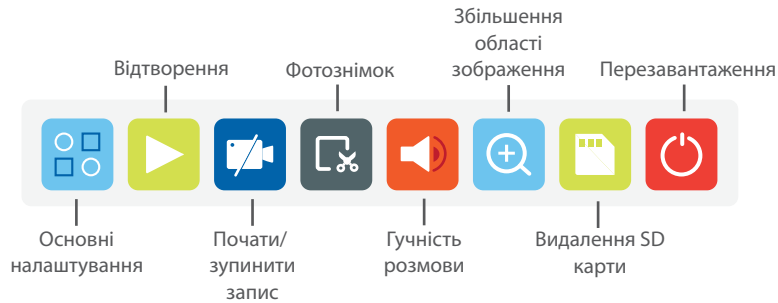 Збільшення
області
зображення
Відтворення
Фотознімок
Перезавантаження
Основні
налаштування
Почати/
зупинити
запис
Гучність
розмови
Видалення SD
карти